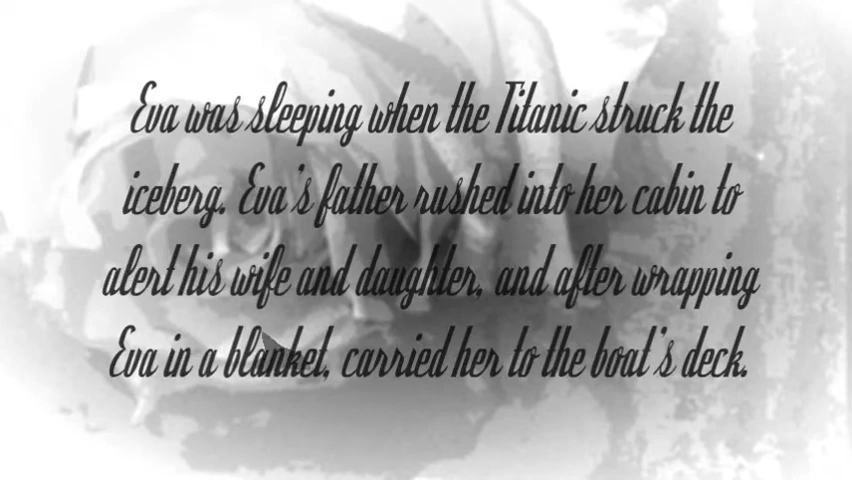 Eva was sleeping when the Titanic struck the
iceberg. Eva's father rushed into her cabin to
alert his wife and daughter, and after wrapping
Eva in a blanket, carried her to the boat's deck.